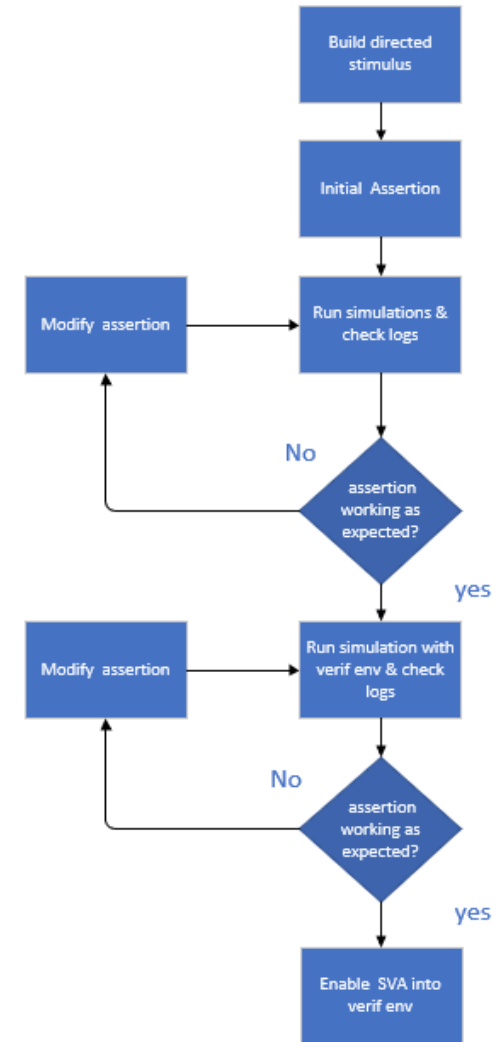 Build directed
stimulus
Initial Assertion
Modify assertion
Run simulations &
check logs
No
assertion
working as
expected?
yes
Modify assertion
Run simulation with
verif env & check
logs
No
assertion
working as
expected?
yes
Enable SVA into
verif env